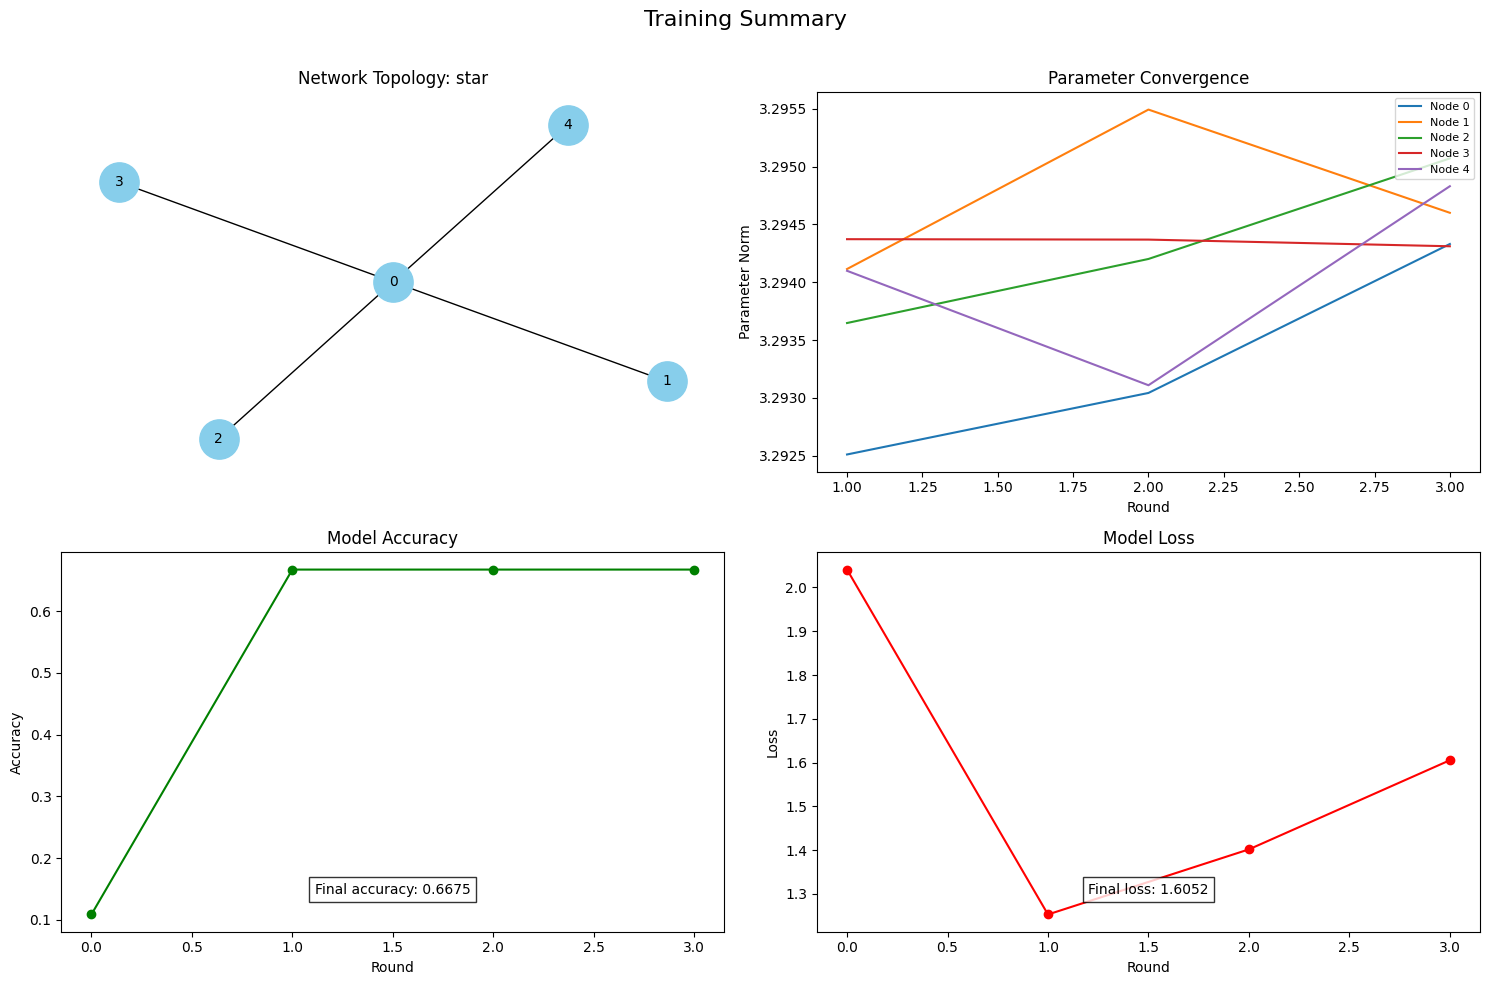 Training Summary
Network Topology: star
4
3
0
1
2
Parameter Convergence
Parameter Norm
3.2955
3.2950
3.2945
3.2940
3.2935
3.2930
3.2925
Node 0
Node 1
Node 2
Node 3
Node 4
1.00 1.25 1.50 1.75 2.00 2.25 2.50 2.75 3.00
Round
Model Accuracy
Accuracy
0.6
0.5
0.4
0.3
0.2
0.1
Final accuracy: 0.6675
0.0 0.5 1.0 1.5 2.0 2.5 3.0
Round
Model Loss
Loss
2.0
1.9
1.8
1.7
1.6
1.5
1.4
1.3
Final loss: 1.6052
0.0 0.5 1.0 1.5 2.0 2.5 3.0
Round